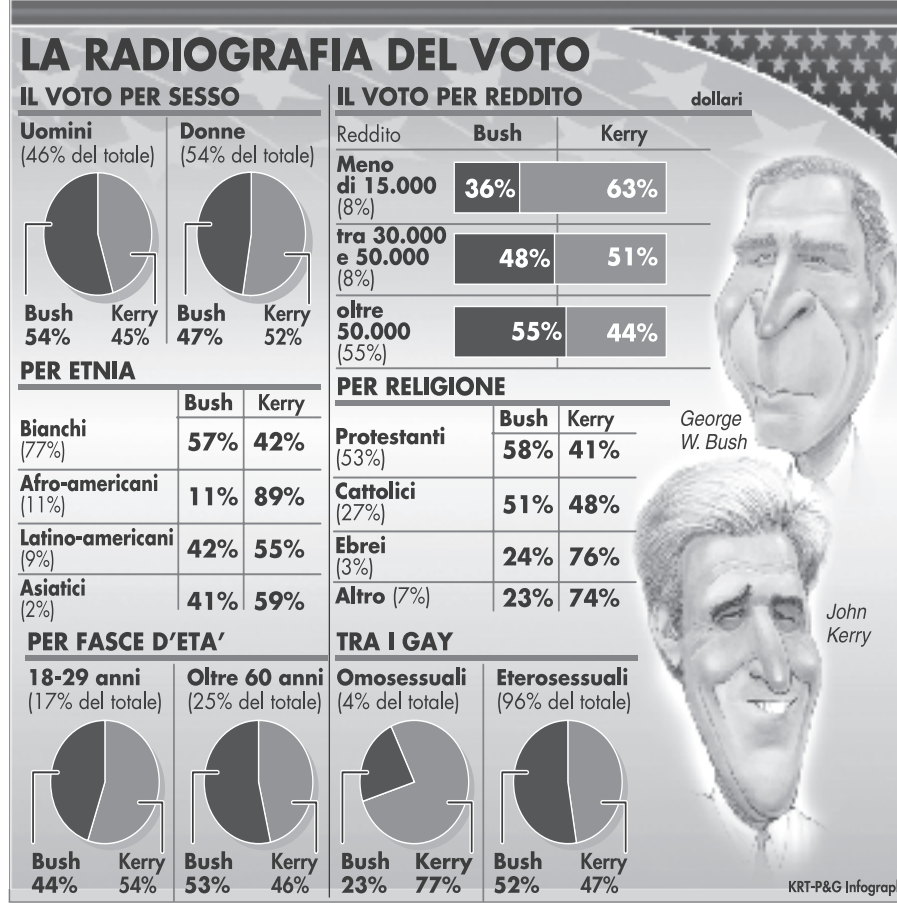 LA RADIOGRAFIA DEL VOTO
IL VOTO PER SESSO
Uomini
(46% del totale)
Bush
54%
Kerry
45%
Donne
(54% del totale)
Bush
47%
Kerry
52%
IL VOTO PER REDDITO dollari
Reddito Bush Kerry
Meno
di 15.000
(8%)
36% 63%
tra 30.000
e 50.000
(8%)
48% 51%
oltre
50.000
(55%)
55% 44%
PER ETNIA
Bush Kerry
Bianchi
(77%)
57% 42%
Afro-americani
(11%)
11% 89%
Latino-americani
(9%)
42% 55%
Asiatici
(2%)
41% 59%
PER RELIGIONE
Bush Kerry
Protestanti
(53%)
58% 41%
Cattolici
(27%)
51% 48%
Ebrei
(3%)
24% 76%
Altro (7%) 23% 74%
George
W. Bush
John
Kerry
PER FASCE D'ETA'
18-29 anni
(17% del totale)
Bush
44%
Kerry
54%
Oltre 60 anni
(25% del totale)
Bush
53%
Kerry
46%
TRA I GAY
Omosessuali
(4% del totale)
Bush
23%
Kerry
77%
Eterosessuali
(96% del totale)
Bush
52%
Kerry
47%
KRT-P&G Infograph